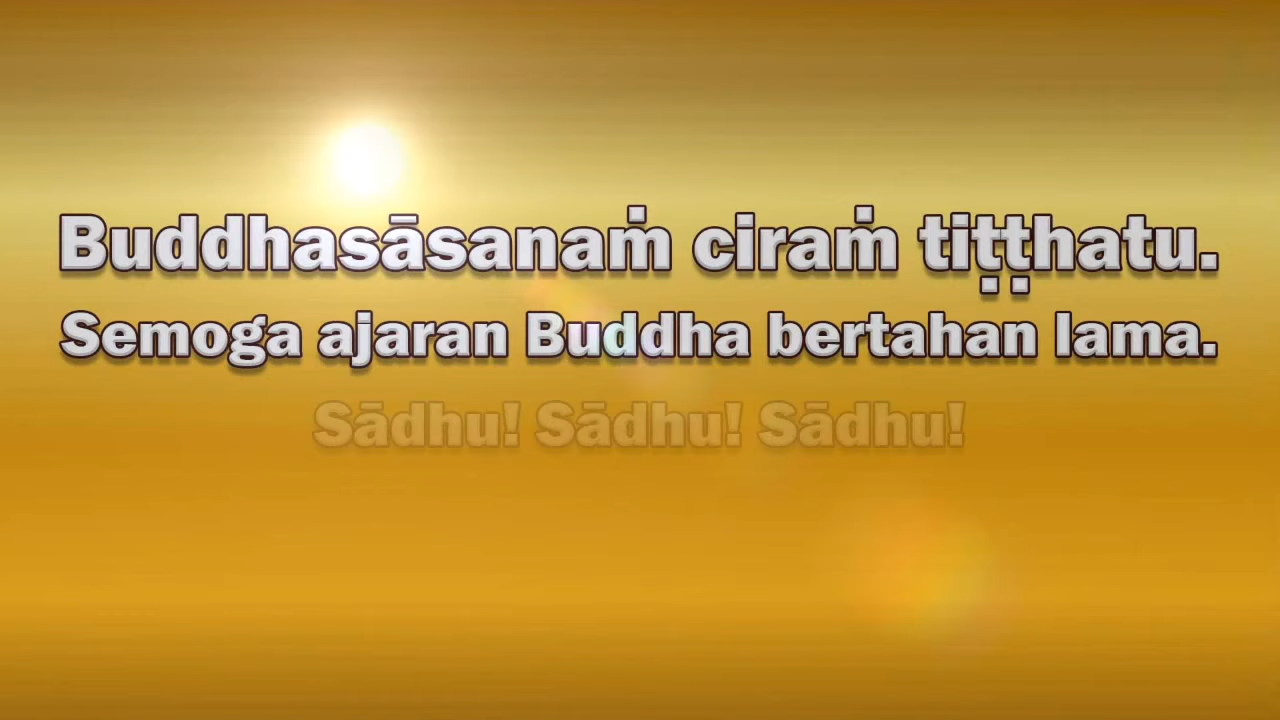 Buddhasāsanaṁ ciraṁ tiṭṭhatu.
Semoga ajaran Buddha bertahan lama.
Sādhu! Sādhu! Sādhu!